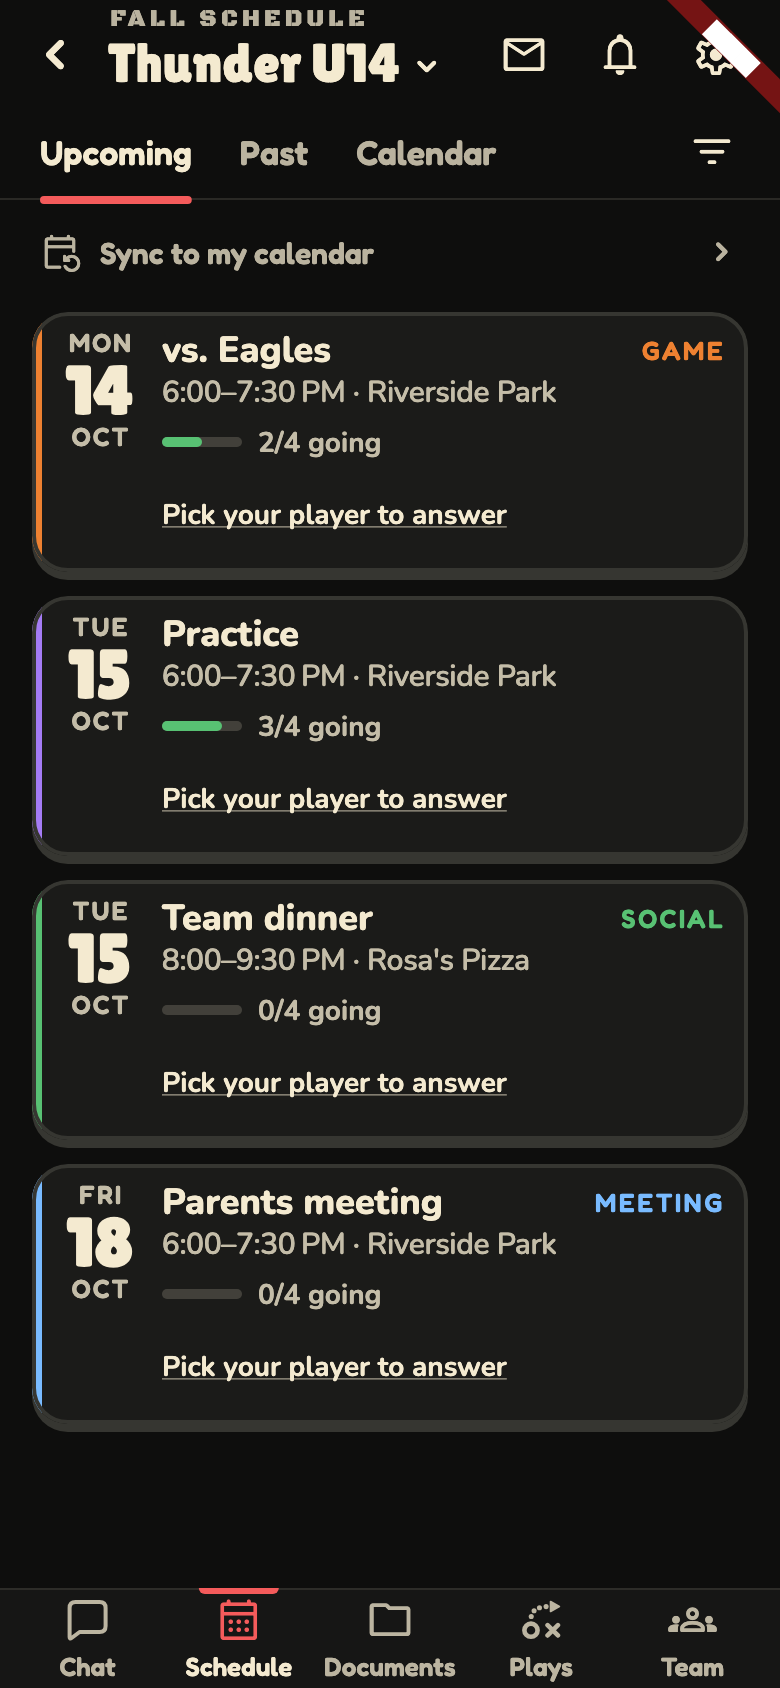 FALL SCHEDULE
Thunder U14
Upcoming Past Calendar
Sync to my calendar
MON
14
OCT
vs. Eagles
GAME
6:00–7:30 PM · Riverside Park
2/4 going
Pick your player to answer
TUE
15
OCT
Practice
6:00–7:30 PM · Riverside Park
3/4 going
Pick your player to answer
TUE
15
OCT
Team dinner
SOCIAL
8:00–9:30 PM · Rosa's Pizza
0/4 going
Pick your player to answer
FRI
18
OCT
Parents meeting
MEETING
6:00–7:30 PM · Riverside Park
0/4 going
Pick your player to answer
Chat Schedule Documents Plays Team